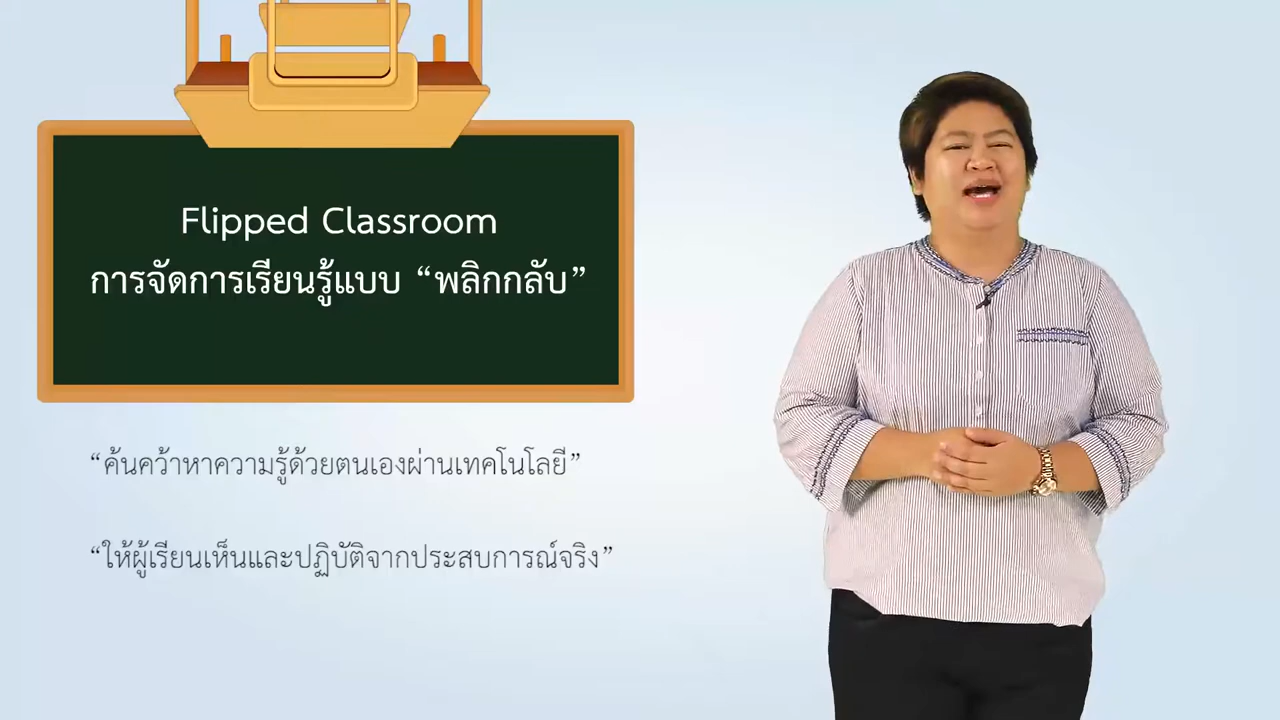 Flipped Classroom
การจัดการเรียนรู้แบบ “พลิกกลับ”
“ค้นคว้าหาความรู้ด้วยตนเองผ่านเทคโนโลยี”
“ให้ผู้เรียนเห็นและปฏิบัติจากประสบการณ์จริง”